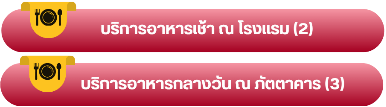 บริการอาหารเช้า ณ โรงแรม (2)
บริการอาหารกลางวัน ณ ภัตตาคาร (3)